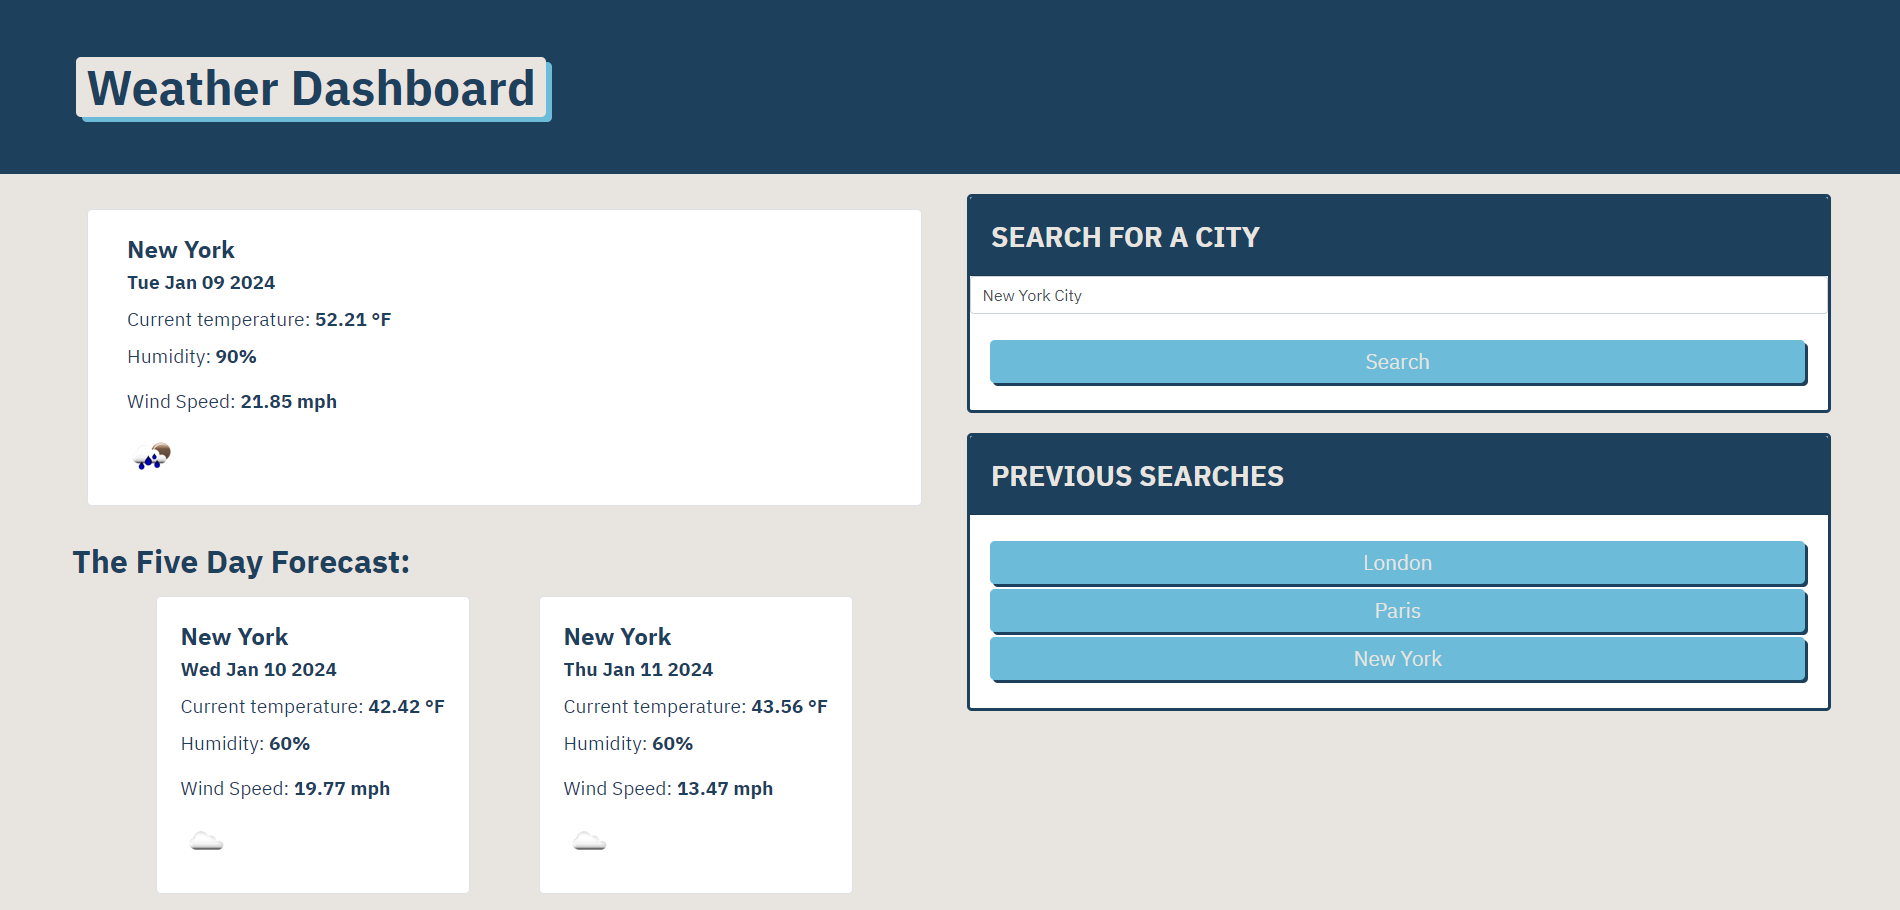 Weather Dashboard
New York
Tue Jan 09 2024
Current temperature: 52.21 °F
Humidity: 90%
Wind Speed: 21.85 mph
The Five Day Forecast:
New York
Wed Jan 10 2024
Current temperature: 42.42 °F
Humidity: 60%
Wind Speed: 19.77 mph
New York
Thu Jan 11 2024
Current temperature: 43.56 °F
Humidity: 60%
Wind Speed: 13.47 mph
SEARCH FOR A CITY
New York City
Search
PREVIOUS SEARCHES
London
Paris
New York